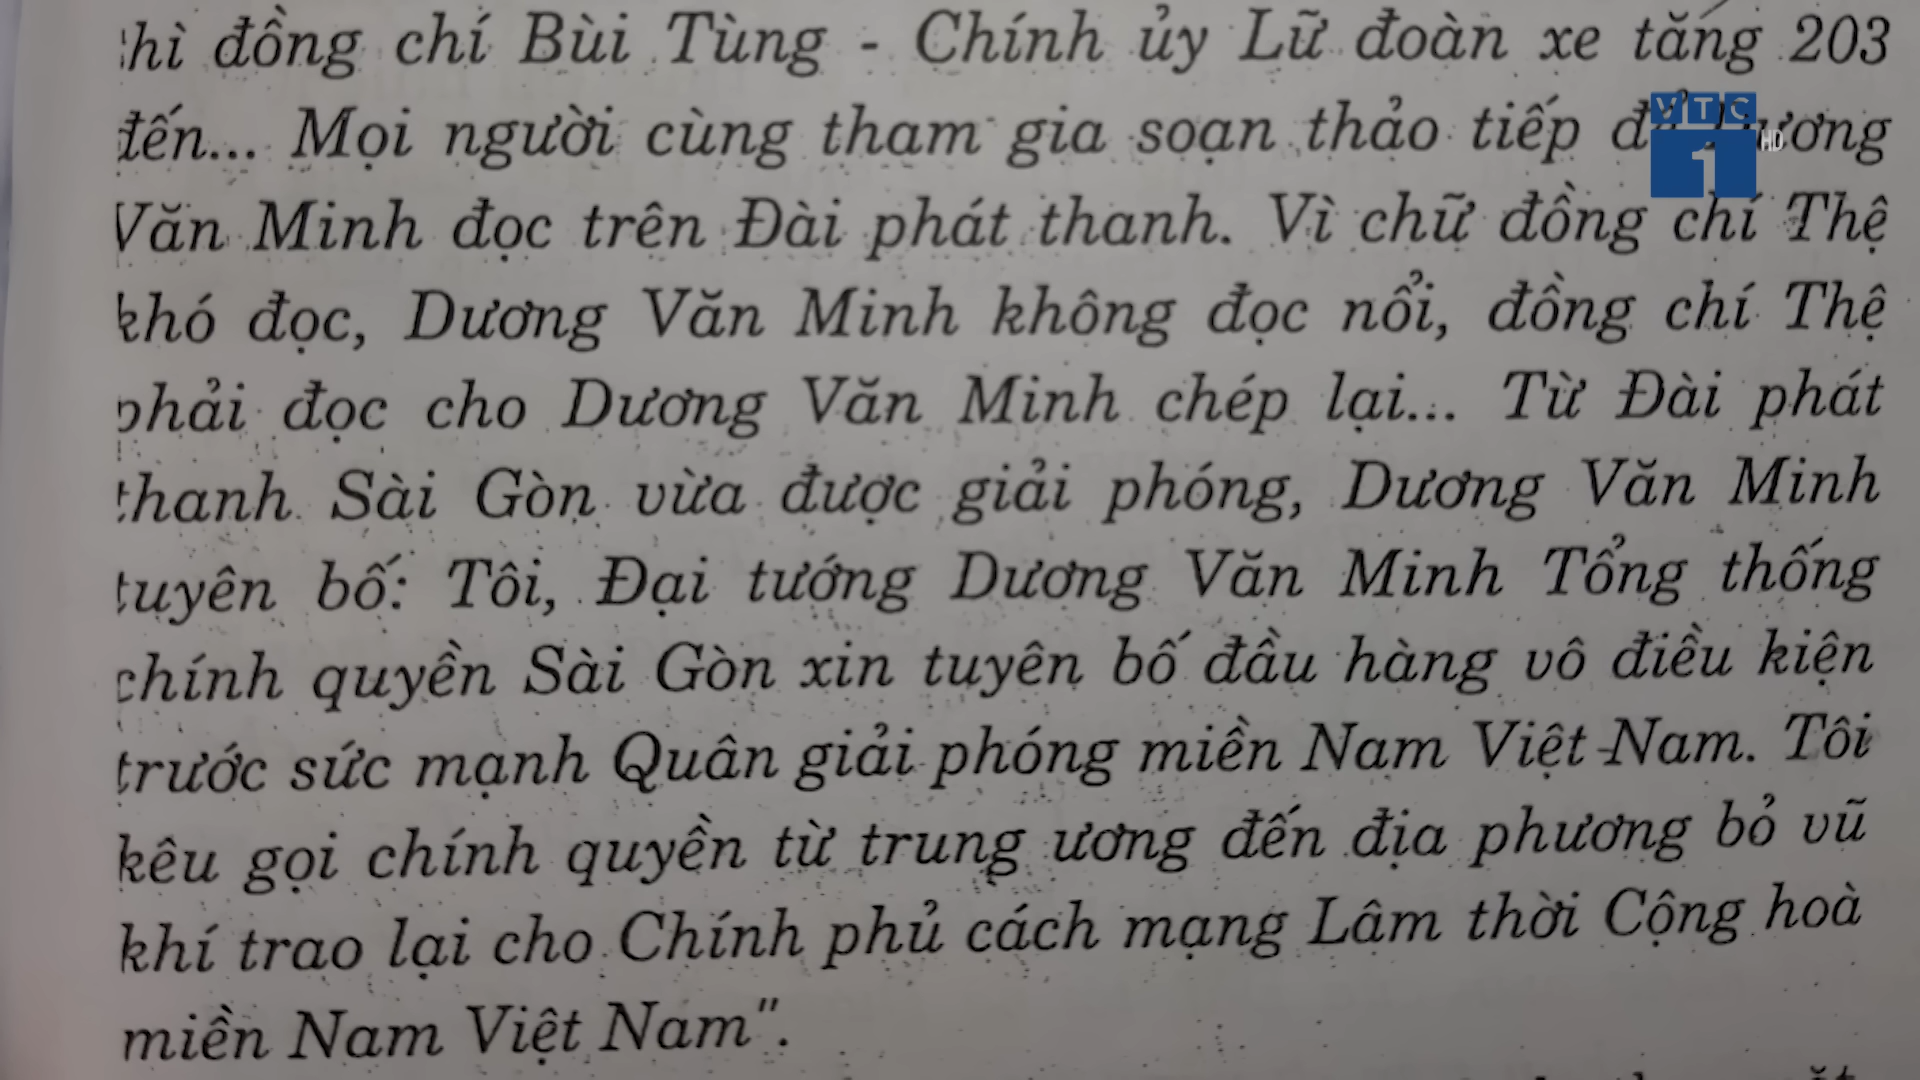 thì đồng chí Bùi Tùng - Chính ủy Lữ đoàn xe tăng 203
đến... Mọi người cùng tham gia soạn thảo tiếp để Dương
Văn Minh đọc trên Đài phát thanh. Vì chữ đồng chí Thệ
khó đọc, Dương Văn Minh không đọc nổi, đồng chí Thệ
phải đọc cho Dương Văn Minh chép lại... Từ Đài phát
thanh Sài Gòn vừa được giải phóng, Dương Văn Minh
tuyên bố: Tôi, Đại tướng Dương Văn Minh Tổng thống
chính quyền Sài Gòn xin tuyên bố đầu hàng vô điều kiện
trước sức mạnh Quân giải phóng miền Nam Việt Nam. Tôi
kêu gọi chính quyền từ trung ương đến địa phương bỏ vũ
khí trao lại cho Chính phủ cách mạng Lâm thời Cộng hoà
miền Nam Việt Nam".
VTC
1
HD